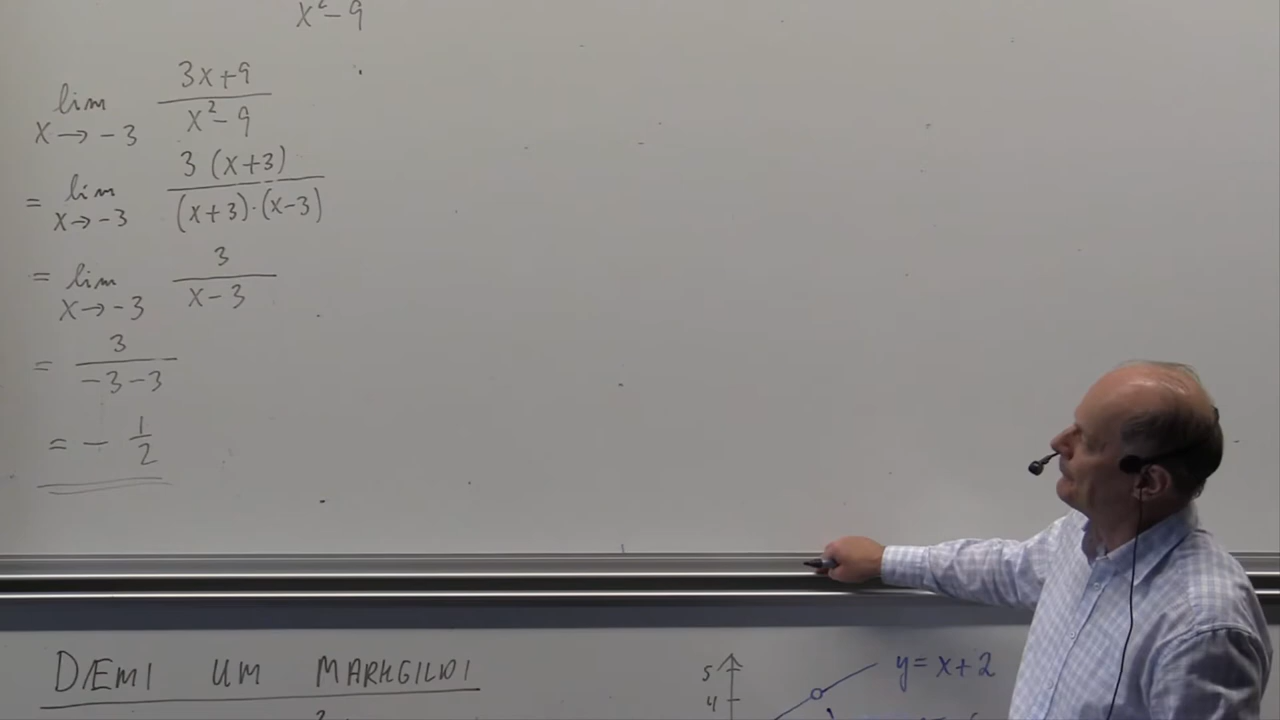 x² - 9
lim x→-3 (3x+9)/(x²-9)
= lim x→-3 3(x+3)/((x+3)·(x-3))
= lim x→-3 3/(x-3)
= 3/(-3-3)
= - 1/2
DÆMI UM MARKGILDI
5
y = x + 2
4